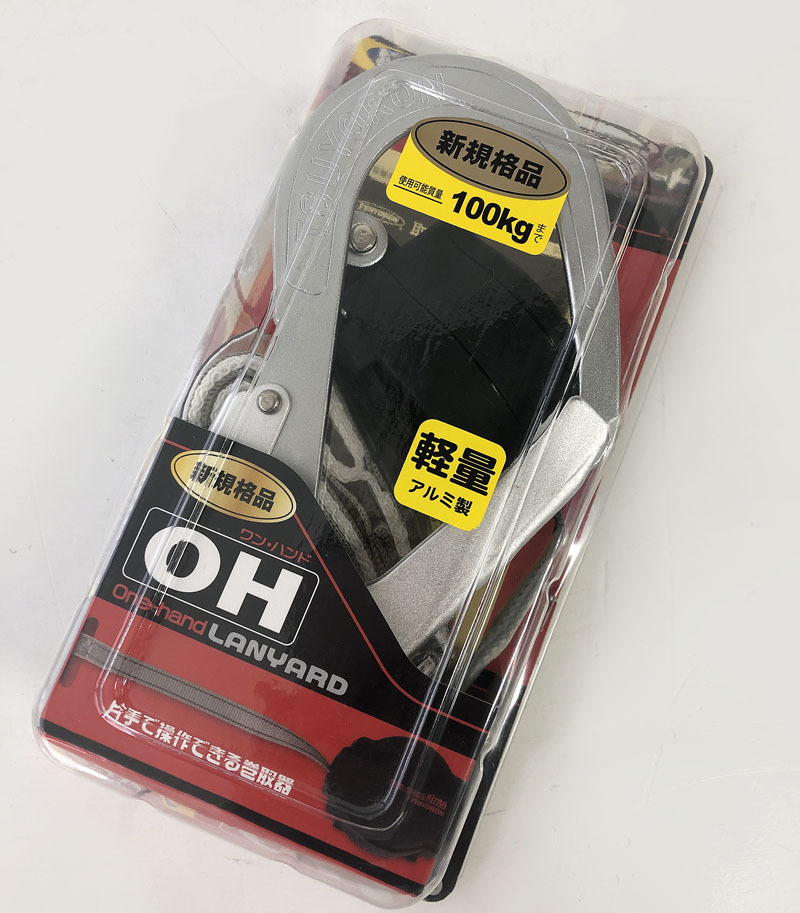 TSUYORON
新規格品
使用可能質量
100kgまで
軽量
アルミ製
新規格品
ワン・ハンド
OH
One-hand LANYARD
片手で操作できる巻取器